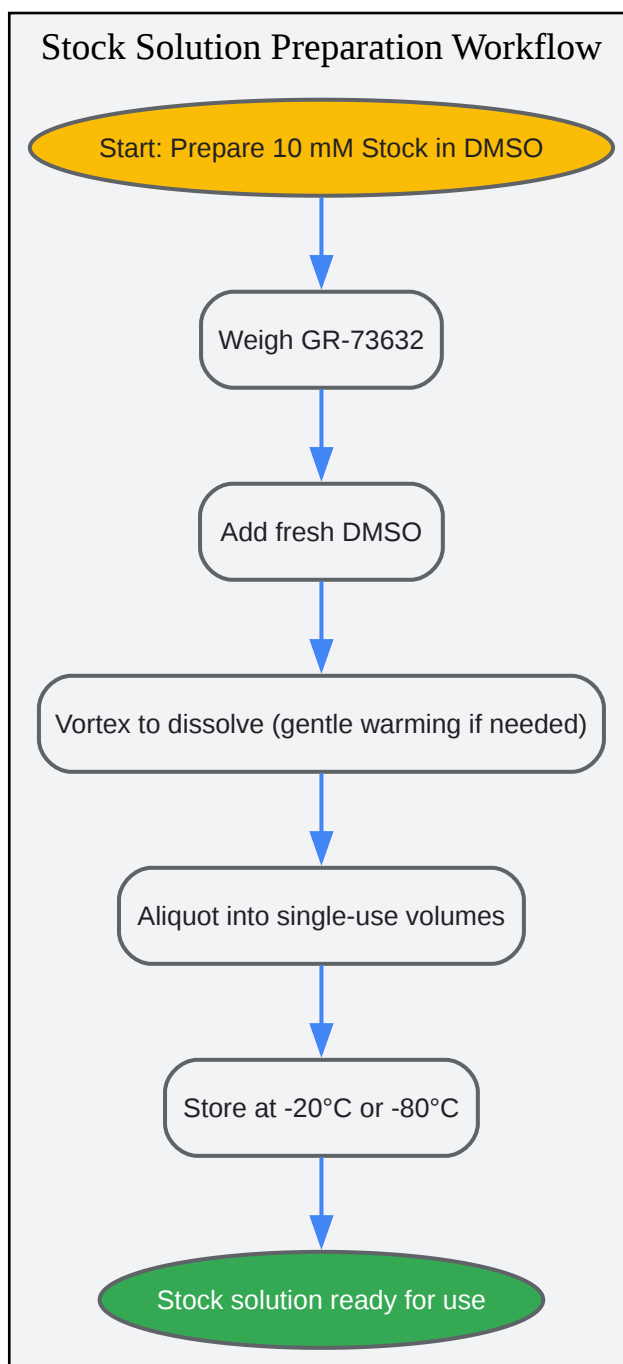 Stock Solution Preparation Workflow
Start: Prepare 10 mM Stock in DMSO
Weigh GR-73632
Add fresh DMSO
Vortex to dissolve (gentle warming if needed)
Aliquot into single-use volumes
Store at -20°C or -80°C
Stock solution ready for use